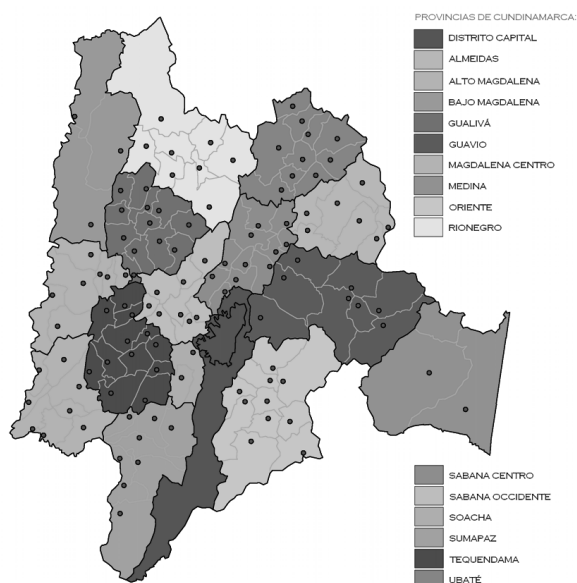 PROVINCIAS DE CUNDINAMARCA:
DISTRITO CAPITAL
ALMEIDAS
ALTO MAGDALENA
BAJO MAGDALENA
GUALIVÁ
GUAVIO
MAGDALENA CENTRO
MEDINA
ORIENTE
RIONEGRO
SABANA CENTRO
SABANA OCCIDENTE
SOACHA
SUMAPAZ
TEQUENDAMA
UBATÉ